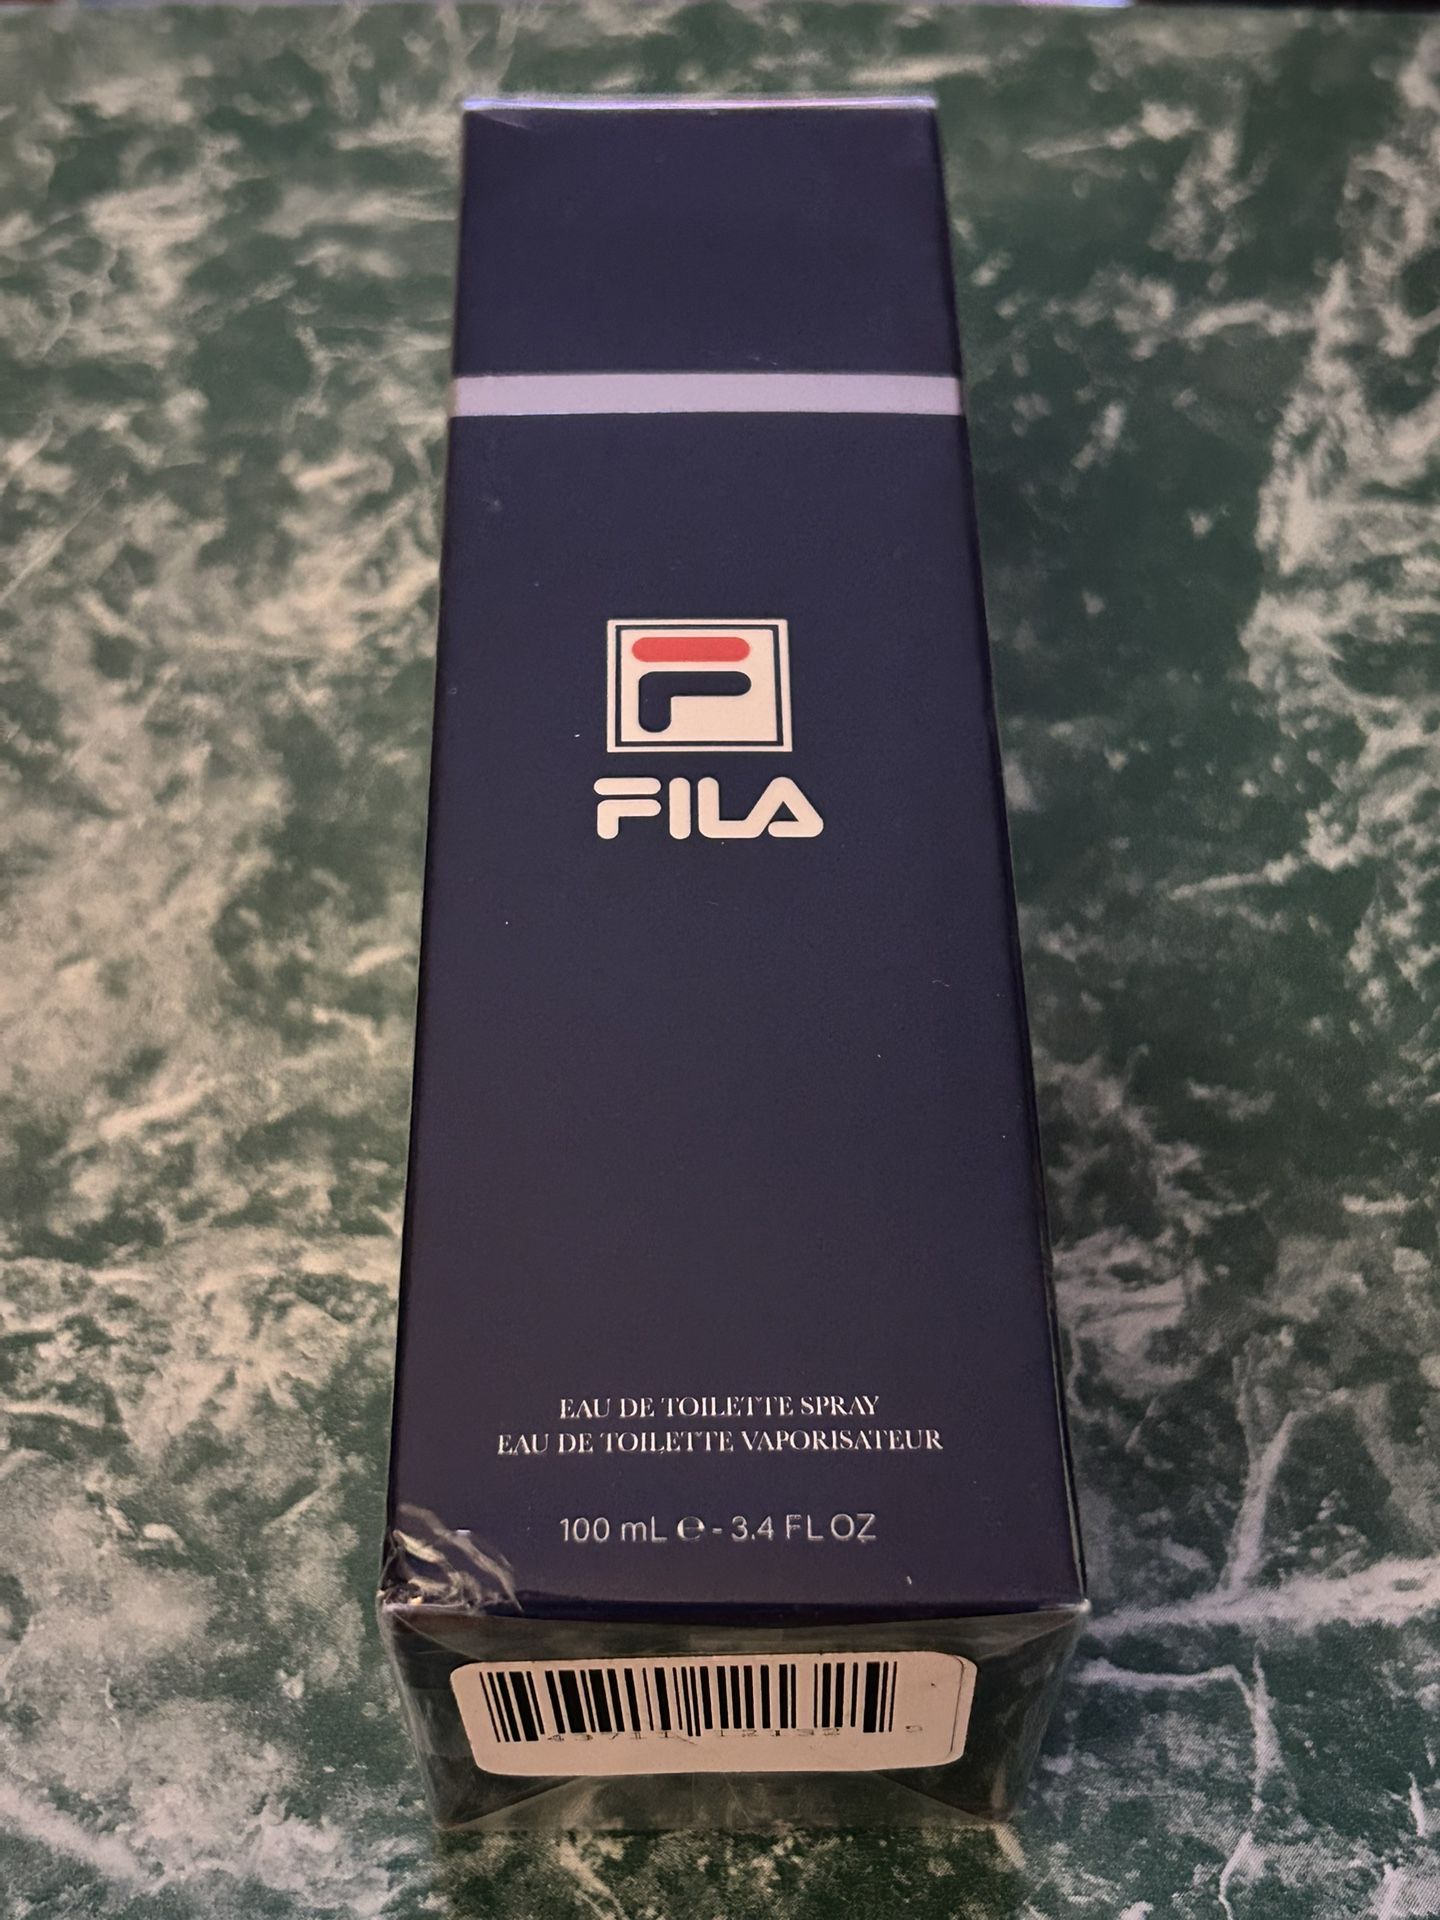 FILA
EAU DE TOILETTE SPRAY
EAU DE TOILETTE VAPORISATEUR
100 mL ℮ - 3.4 FL OZ